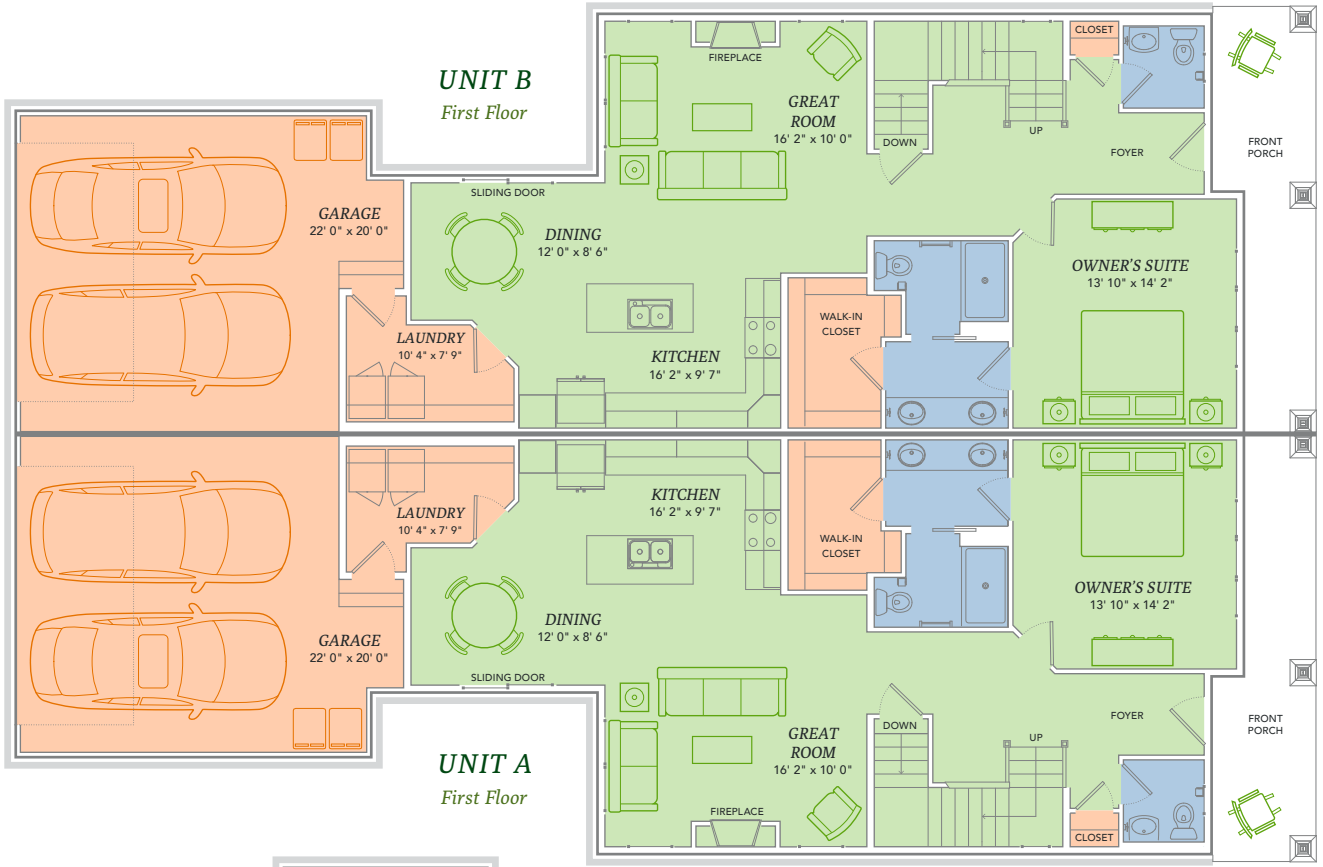 UNIT B
First Floor
FIREPLACE
GREAT
ROOM
16' 2" x 10' 0"
CLOSET
DOWN
UP
FOYER
FRONT
PORCH
SLIDING DOOR
GARAGE
22' 0" x 20' 0"
DINING
12' 0" x 8' 6"
OWNER'S SUITE
13' 10" x 14' 2"
WALK-IN
CLOSET
LAUNDRY
10' 4" x 7' 9"
KITCHEN
16' 2" x 9' 7"
KITCHEN
16' 2" x 9' 7"
LAUNDRY
10' 4" x 7' 9"
WALK-IN
CLOSET
OWNER'S SUITE
13' 10" x 14' 2"
DINING
12' 0" x 8' 6"
GARAGE
22' 0" x 20' 0"
SLIDING DOOR
FOYER
FRONT
PORCH
DOWN
UP
GREAT
ROOM
16' 2" x 10' 0"
UNIT A
First Floor
FIREPLACE
CLOSET